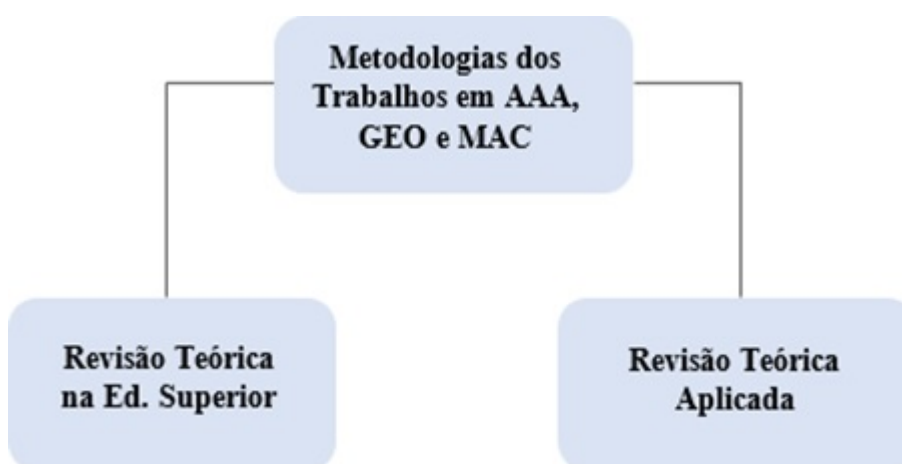 Metodologias dos
Trabalhos em AAA,
GEO e MAC
Revisão Teórica
na Ed. Superior
Revisão Teórica
Aplicada